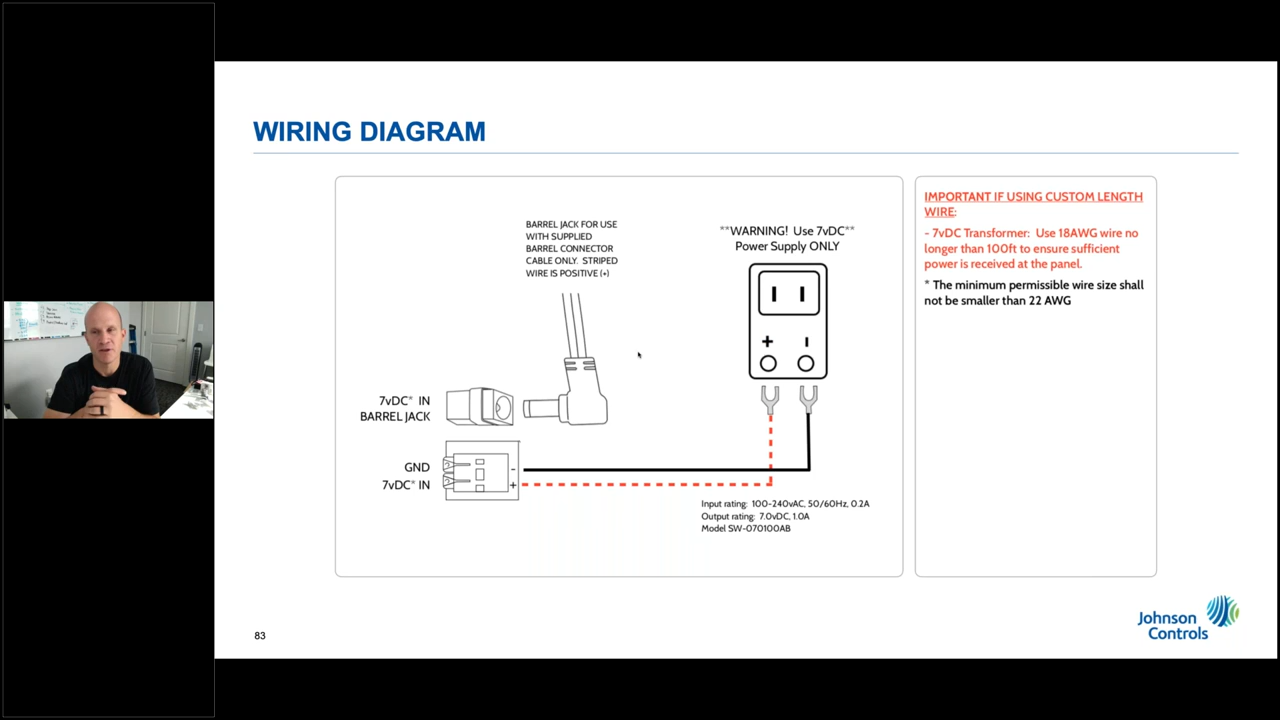 WIRING DIAGRAM
BARREL JACK FOR USE
WITH SUPPLIED
BARREL CONNECTOR
CABLE ONLY. STRIPED
WIRE IS POSITIVE (+)
**WARNING! Use 7vDC**
Power Supply ONLY
+ -
7vDC* IN
BARREL JACK
GND
7vDC* IN
-
+
Input rating: 100-240vAC, 50/60Hz, 0.2A
Output rating: 7.0vDC, 1.0A
Model SW-070100AB
IMPORTANT IF USING CUSTOM LENGTH
WIRE:
- 7vDC Transformer: Use 18AWG wire no
longer than 100ft to ensure sufficient
power is received at the panel.
* The minimum permissible wire size shall
not be smaller than 22 AWG
83
Johnson
Controls